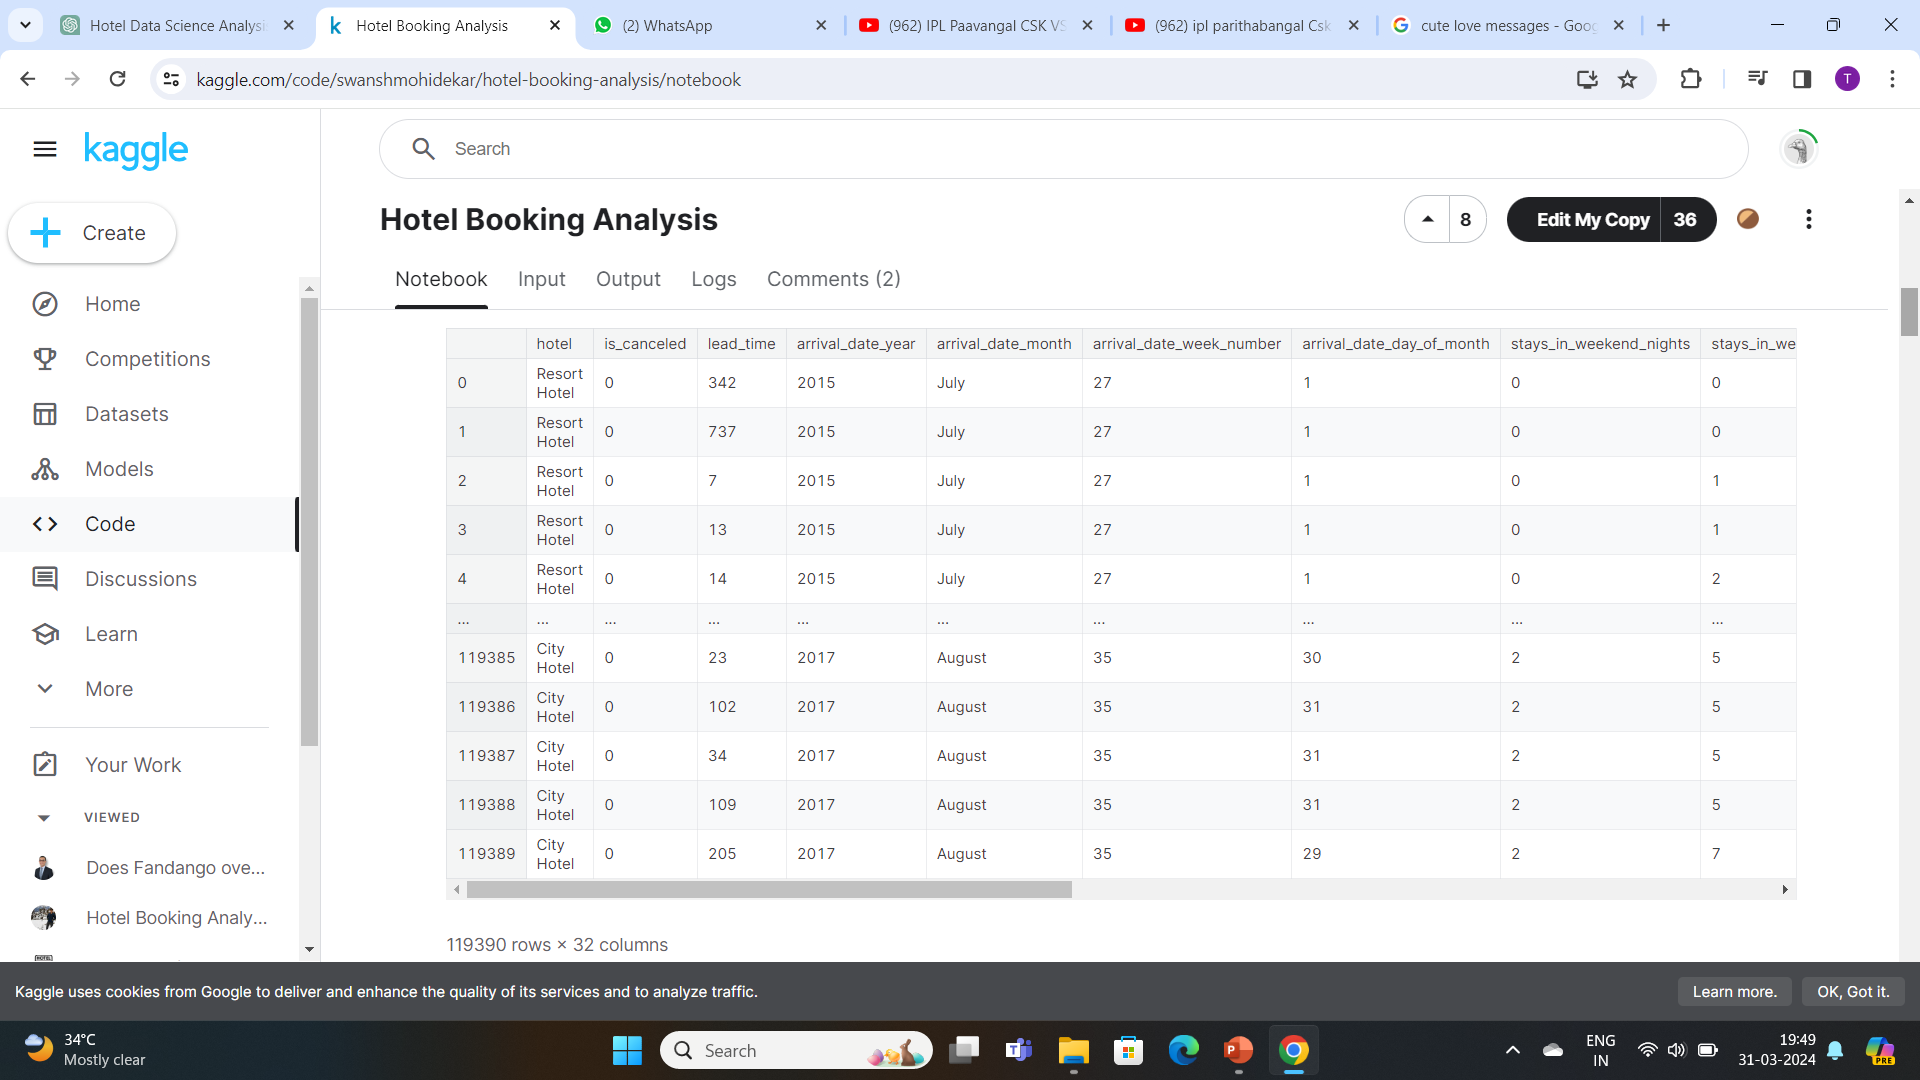 Hotel Data Science Analysis
Hotel Booking Analysis
(2) WhatsApp
(962) IPL Paavangal CSK VS
(962) ipl parithabangal Csk
cute love messages - Goog
kaggle.com/code/swanshmohidekar/hotel-booking-analysis/notebook
T
kaggle
Search
Create
Hotel Booking Analysis
8
Edit My Copy 36
Notebook Input Output Logs Comments (2)
Home
Competitions
Datasets
Models
Code
Discussions
Learn
More
Your Work
VIEWED
Does Fandango ove...
Hotel Booking Analy...
hotel is_canceled lead_time arrival_date_year arrival_date_month arrival_date_week_number arrival_date_day_of_month stays_in_weekend_nights stays_in_we
0 Resort Hotel 0 342 2015 July 27 1 0 0
1 Resort Hotel 0 737 2015 July 27 1 0 0
2 Resort Hotel 0 7 2015 July 27 1 0 1
3 Resort Hotel 0 13 2015 July 27 1 0 1
4 Resort Hotel 0 14 2015 July 27 1 0 2
... ... ... ... ... ... ... ... ... ...
119385 City Hotel 0 23 2017 August 35 30 2 5
119386 City Hotel 0 102 2017 August 35 31 2 5
119387 City Hotel 0 34 2017 August 35 31 2 5
119388 City Hotel 0 109 2017 August 35 31 2 5
119389 City Hotel 0 205 2017 August 35 29 2 7
119390 rows × 32 columns
Kaggle uses cookies from Google to deliver and enhance the quality of its services and to analyze traffic.
Learn more.
OK, Got it.
34°C
Mostly clear
Search
ENG
IN
19:49
31-03-2024
PRE